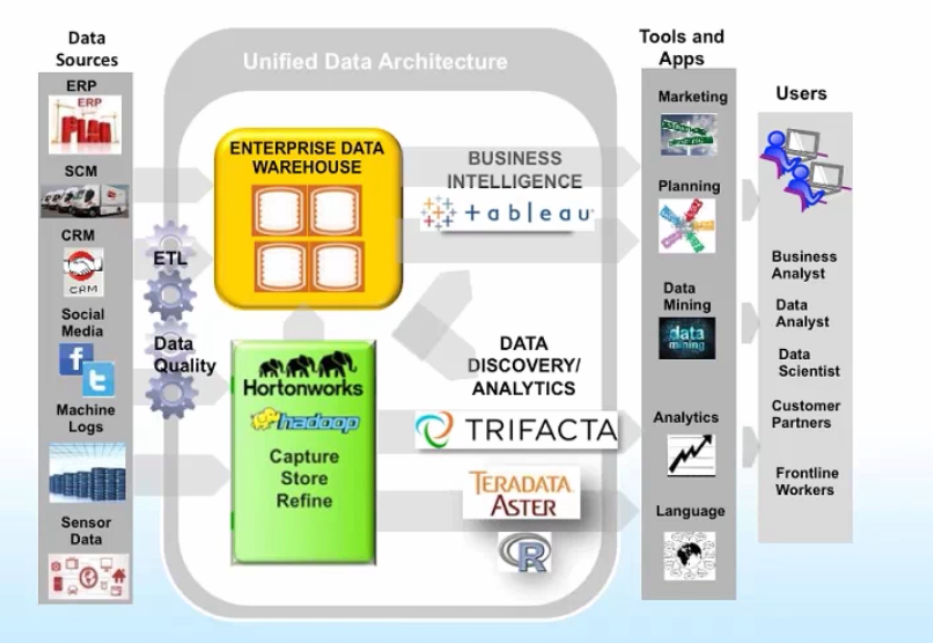 Data
Sources
ERP
ERP
PLAN
SCM
CRM
CRM
Social
Media
f
t
Machine
Logs
Sensor
Data
Unified Data Architecture
ETL
Data
Quality
ENTERPRISE DATA
WAREHOUSE
Hortonworks
hadoop
Capture
Store
Refine
BUSINESS
INTELLIGENCE
+ a b l e a u
DATA
DISCOVERY/
ANALYTICS
TRIFACTA
TERADATA
ASTER
R
Tools and
Apps
Marketing
Planning
Data
Mining
data
mining
Analytics
Language
Users
Business
Analyst
Data
Analyst
Data
Scientist
Customer
Partners
Frontline
Workers